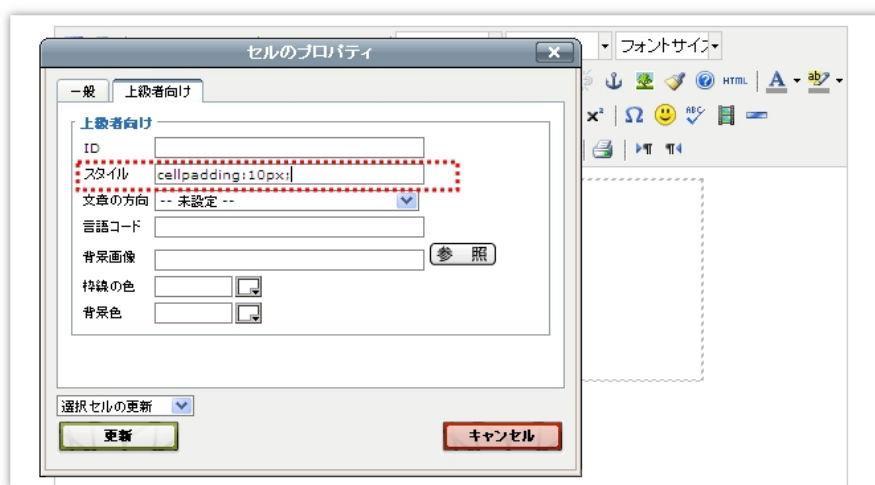 セルのプロパティ
フォントサイズ
一般 上級者向け
HTML A ab
x² Ω ABC
上級者向け
ID
スタイル cellpadding:10px;
文章の方向 -- 未設定 --
言語コード
背景画像 参 照
枠線の色
背景色
選択セルの更新
更新 キャンセル